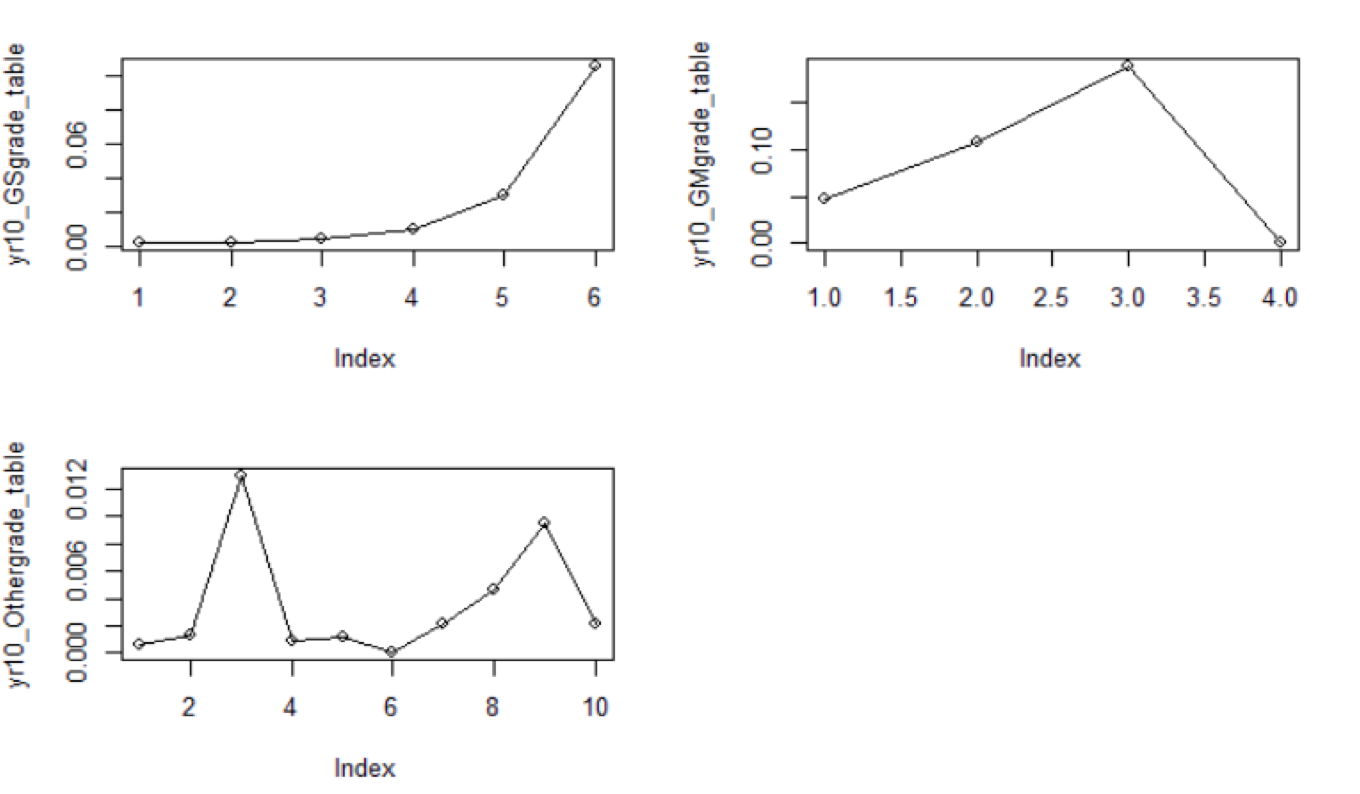 yr10_GSgrade_table
0.00 0.06
1 2 3 4 5 6
Index
yr10_GMgrade_table
0.00 0.10
1.0 1.5 2.0 2.5 3.0 3.5 4.0
Index
yr10_Othergrade_table
0.000 0.006 0.012
2 4 6 8 10
Index